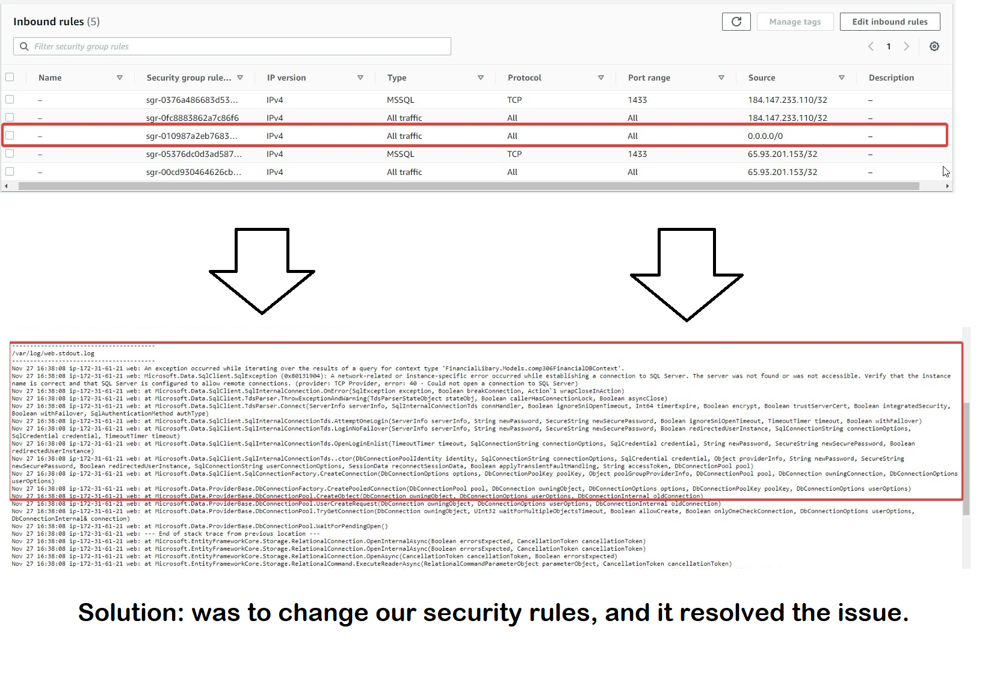 Inbound rules (5)
Manage tags
Edit inbound rules
Filter security group rules
1
Name Security group rule... IP version Type Protocol Port range Source Description
– sgr-0376a486683d53... IPv4 MSSQL TCP 1433 184.147.233.110/32 –
– sgr-0fc8883862a7c86f6 IPv4 All traffic All All 184.147.233.110/32 –
– sgr-010987a2eb7683... IPv4 All traffic All All 0.0.0.0/0 –
– sgr-05376dc0d3ad587... IPv4 MSSQL TCP 1433 65.93.201.153/32 –
– sgr-00cd930464626cb... IPv4 All traffic All All 65.93.201.153/32 –
----------------------------------------
/var/log/web.stdout.log
----------------------------------------
Nov 27 16:38:08 ip-172-31-61-21 web: An exception occurred while iterating over the results of a query for context type 'FinancialLibary.Models.comp306FinancialDBContext'.
Nov 27 16:38:08 ip-172-31-61-21 web: Microsoft.Data.SqlClient.SqlException (0x80131904): A network-related or instance-specific error occurred while establishing a connection to SQL Server. The server was not found or was not accessible. Verify that the instance
name is correct and that SQL Server is configured to allow remote connections. (provider: TCP Provider, error: 40 - Could not open a connection to SQL Server)
Nov 27 16:38:08 ip-172-31-61-21 web: at Microsoft.Data.SqlClient.SqlInternalConnection.OnError(SqlException exception, Boolean breakConnection, Action`1 wrapCloseInAction)
Nov 27 16:38:08 ip-172-31-61-21 web: at Microsoft.Data.SqlClient.TdsParser.ThrowExceptionAndWarning(TdsParserStateObject stateObj, Boolean callerHasConnectionLock, Boolean asyncClose)
Nov 27 16:38:08 ip-172-31-61-21 web: at Microsoft.Data.SqlClient.TdsParser.Connect(ServerInfo serverInfo, SqlInternalConnectionTds connHandler, Boolean ignoreSniOpenTimeout, Int64 timerExpire, Boolean encrypt, Boolean trustServerCert, Boolean integratedSecurity,
Boolean withFailover, SqlAuthenticationMethod authType)
Nov 27 16:38:08 ip-172-31-61-21 web: at Microsoft.Data.SqlClient.SqlInternalConnectionTds.AttemptOneLogin(ServerInfo serverInfo, String newPassword, SecureString newSecurePassword, Boolean ignoreSniOpenTimeout, TimeoutTimer timeout, Boolean withFailover)
Nov 27 16:38:08 ip-172-31-61-21 web: at Microsoft.Data.SqlClient.SqlInternalConnectionTds.LoginNoFailover(ServerInfo serverInfo, String newPassword, SecureString newSecurePassword, Boolean redirectedUserInstance, SqlConnectionString connectionOptions,
SqlCredential credential, TimeoutTimer timeout)
Nov 27 16:38:08 ip-172-31-61-21 web: at Microsoft.Data.SqlClient.SqlInternalConnectionTds.OpenLoginEnlist(TimeoutTimer timeout, SqlConnectionString connectionOptions, SqlCredential credential, String newPassword, SecureString newSecurePassword, Boolean
redirectedUserInstance)
Nov 27 16:38:08 ip-172-31-61-21 web: at Microsoft.Data.SqlClient.SqlInternalConnectionTds..ctor(DbConnectionPoolIdentity identity, SqlConnectionString connectionOptions, SqlCredential credential, Object providerInfo, String newPassword, SecureString
newSecurePassword, Boolean redirectedUserInstance, SqlConnectionString userConnectionOptions, SessionData reconnectSessionData, Boolean applyTransientFaultHandling, String accessToken, DbConnectionPool pool)
Nov 27 16:38:08 ip-172-31-61-21 web: at Microsoft.Data.SqlClient.SqlConnectionFactory.CreateConnection(DbConnectionOptions options, DbConnectionPoolKey poolKey, Object poolGroupProviderInfo, DbConnectionPool pool, DbConnection owningConnection, DbConnectionOptions
userOptions)
Nov 27 16:38:08 ip-172-31-61-21 web: at Microsoft.Data.ProviderBase.DbConnectionFactory.CreatePooledConnection(DbConnectionPool pool, DbConnection owningObject, DbConnectionOptions options, DbConnectionPoolKey poolKey, DbConnectionOptions userOptions)
Nov 27 16:38:08 ip-172-31-61-21 web: at Microsoft.Data.ProviderBase.DbConnectionPool.CreateObject(DbConnection owningObject, DbConnectionOptions userOptions, DbConnectionInternal oldConnection)
Nov 27 16:38:08 ip-172-31-61-21 web: at Microsoft.Data.ProviderBase.DbConnectionPool.UserCreateRequest(DbConnection owningObject, DbConnectionOptions userOptions, DbConnectionInternal oldConnection)
Nov 27 16:38:08 ip-172-31-61-21 web: at Microsoft.Data.ProviderBase.DbConnectionPool.TryGetConnection(DbConnection owningObject, UInt32 waitForMultipleObjectsTimeout, Boolean allowCreate, Boolean onlyOneCheckConnection, DbConnectionOptions userOptions,
DbConnectionInternal& connection)
Nov 27 16:38:08 ip-172-31-61-21 web: at Microsoft.Data.ProviderBase.DbConnectionPool.WaitForPendingOpen()
Nov 27 16:38:08 ip-172-31-61-21 web: --- End of stack trace from previous location ---
Nov 27 16:38:08 ip-172-31-61-21 web: at Microsoft.EntityFrameworkCore.Storage.RelationalConnection.OpenInternalAsync(Boolean errorsExpected, CancellationToken cancellationToken)
Nov 27 16:38:08 ip-172-31-61-21 web: at Microsoft.EntityFrameworkCore.Storage.RelationalConnection.OpenInternalAsync(Boolean errorsExpected, CancellationToken cancellationToken)
Nov 27 16:38:08 ip-172-31-61-21 web: at Microsoft.EntityFrameworkCore.Storage.RelationalConnection.OpenAsync(CancellationToken cancellationToken, Boolean errorsExpected)
Nov 27 16:38:08 ip-172-31-61-21 web: at Microsoft.EntityFrameworkCore.Storage.RelationalCommand.ExecuteReaderAsync(RelationalCommandParameterObject parameterObject, CancellationToken cancellationToken)
Solution: was to change our security rules, and it resolved the issue.